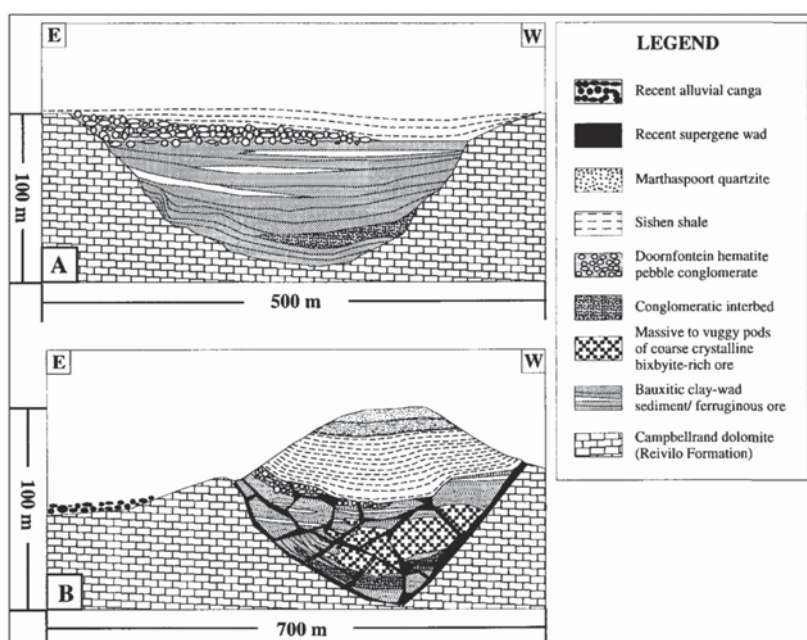 E
W
100 m
A
500 m
E
W
100 m
B
700 m
LEGEND
Recent alluvial canga
Recent supergene wad
Marthaspoort quartzite
Sishen shale
Doornfontein hematite
pebble conglomerate
Conglomeratic interbed
Massive to vuggy pods
of coarse crystalline
bixbyite-rich ore
Bauxitic clay-wad
sediment/ ferruginous ore
Campbellrand dolomite
(Reivilo Formation)